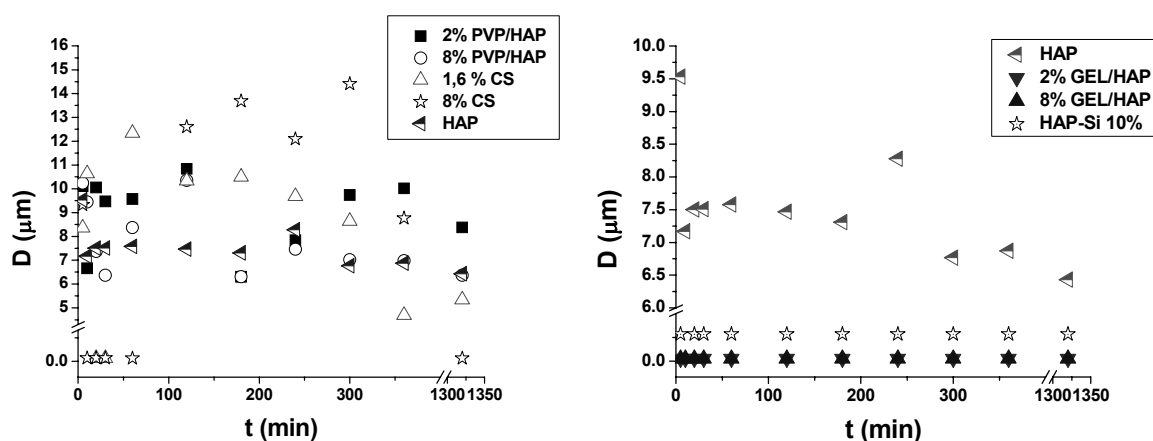 16
15
14
13
12
11
10
9
8
7
6
5
0.0
D (μm)
0
100
200
300
1300
1350
t (min)
2% PVP/HAP
8% PVP/HAP
1,6 % CS
8% CS
HAP
10.0
9.5
9.0
8.5
8.0
7.5
7.0
6.5
6.0
0.0
D (μm)
0
100
200
300
1300
1350
t (min)
HAP
2% GEL/HAP
8% GEL/HAP
HAP-Si 10%